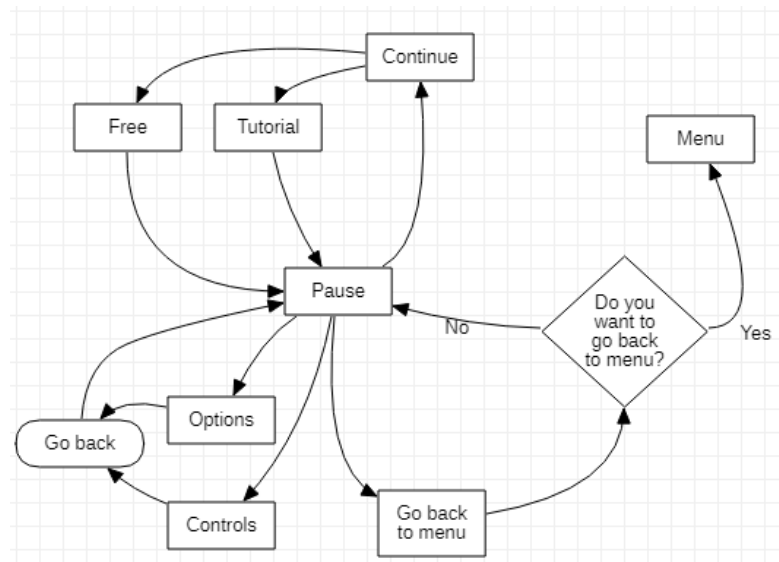 Continue
Free
Tutorial
Menu
Pause
Do you
want to
go back
to menu?
No
Yes
Options
Go back
Controls
Go back
to menu